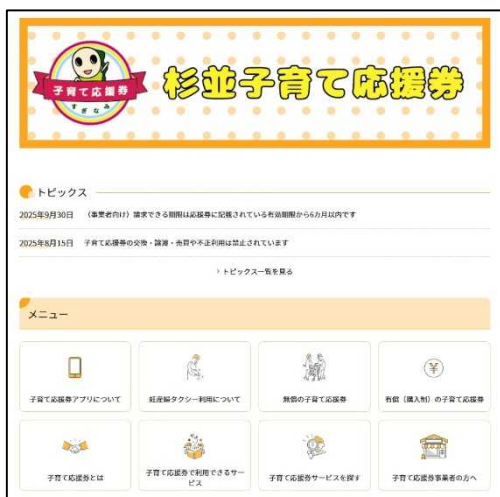 子育て応援券
すぎなみ
杉並子育て応援券
トピックス
2025年9月30日 （事業者向け）請求できる期限は応援券に記載されている有効期限から6カ月以内です
2025年8月15日 子育て応援券の交換・譲渡・売買や不正利用は禁止されています
› トピックス一覧を見る
メニュー
子育て応援券アプリについて
妊産婦タクシー利用について
無償の子育て応援券
有償（購入制）の子育て応援券
子育て応援券とは
子育て応援券で利用できるサー
ビス
子育て応援券サービスを探す
子育て応援券事業者の方へ